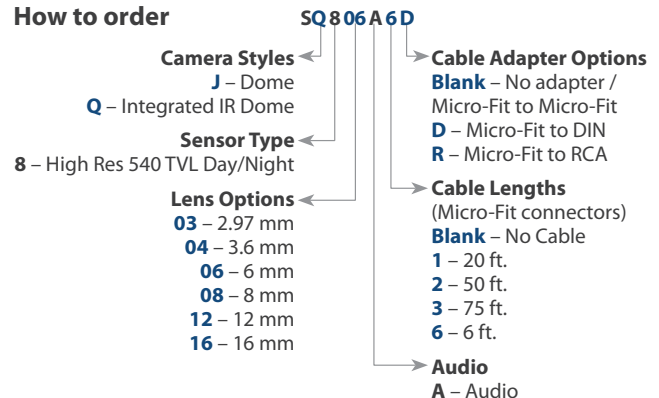 How to order
SQ806A6D
Camera Styles
J – Dome
Q – Integrated IR Dome
Sensor Type
8 – High Res 540 TVL Day/Night
Lens Options
03 – 2.97 mm
04 – 3.6 mm
06 – 6 mm
08 – 8 mm
12 – 12 mm
16 – 16 mm
Cable Adapter Options
Blank – No adapter /
Micro-Fit to Micro-Fit
D – Micro-Fit to DIN
R – Micro-Fit to RCA
Cable Lengths
(Micro-Fit connectors)
Blank – No Cable
1 – 20 ft.
2 – 50 ft.
3 – 75 ft.
6 – 6 ft.
Audio
A – Audio